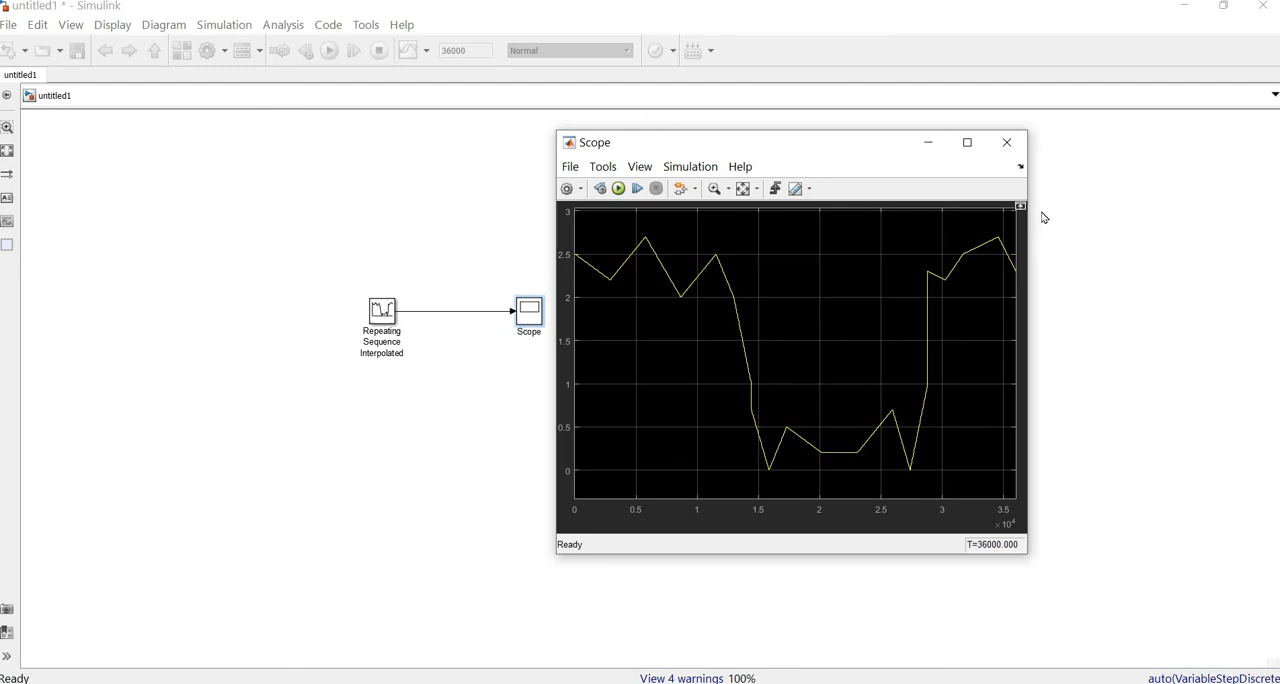 untitled1 * - Simulink
File Edit View Display Diagram Simulation Analysis Code Tools Help
36000 Normal
untitled1
untitled1
Scope
File Tools View Simulation Help
3
2.5
2
1.5
1
0.5
0
0 0.5 1 1.5 2 2.5 3 3.5
×10⁴
Ready T=36000.000
Repeating
Sequence
Interpolated
Scope
Ready View 4 warnings 100% auto(VariableStepDiscrete